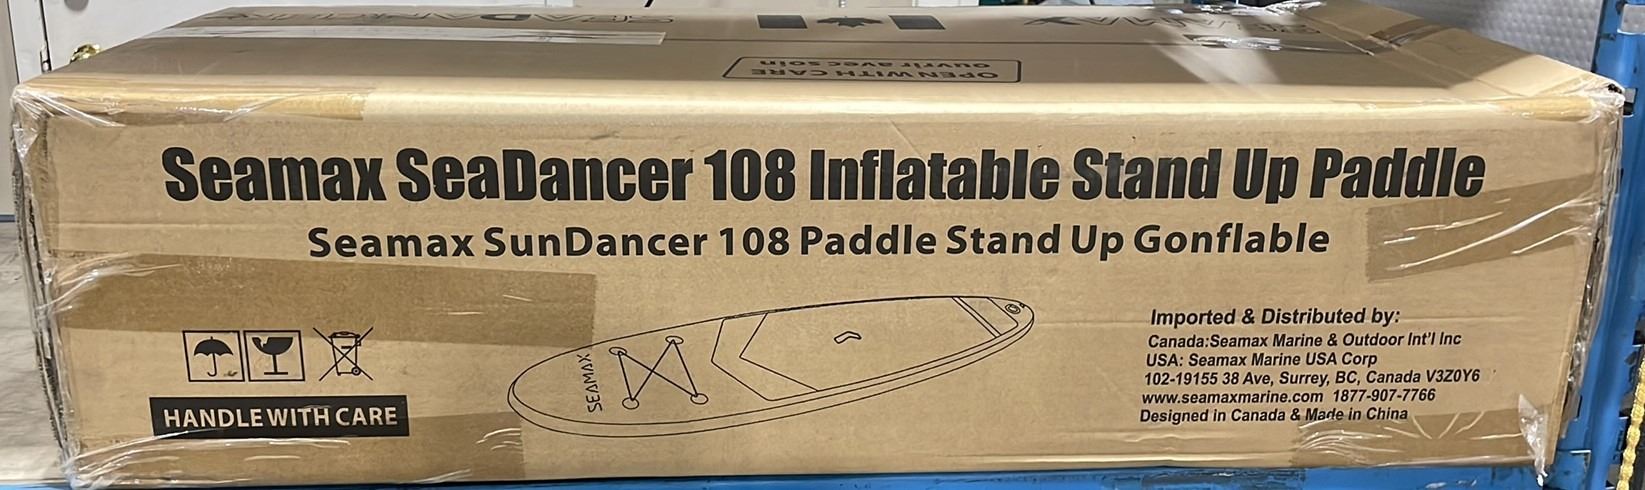 SEADANCER
SEAMAX
OPEN WITH CARE
ouvrir avec soin
Seamax SeaDancer 108 Inflatable Stand Up Paddle
Seamax SunDancer 108 Paddle Stand Up Gonflable
HANDLE WITH CARE
SEAMAX
Imported & Distributed by:
Canada:Seamax Marine & Outdoor Int'l Inc
USA: Seamax Marine USA Corp
102-19155 38 Ave, Surrey, BC, Canada V3Z0Y6
www.seamaxmarine.com 1877-907-7766
Designed in Canada & Made in China